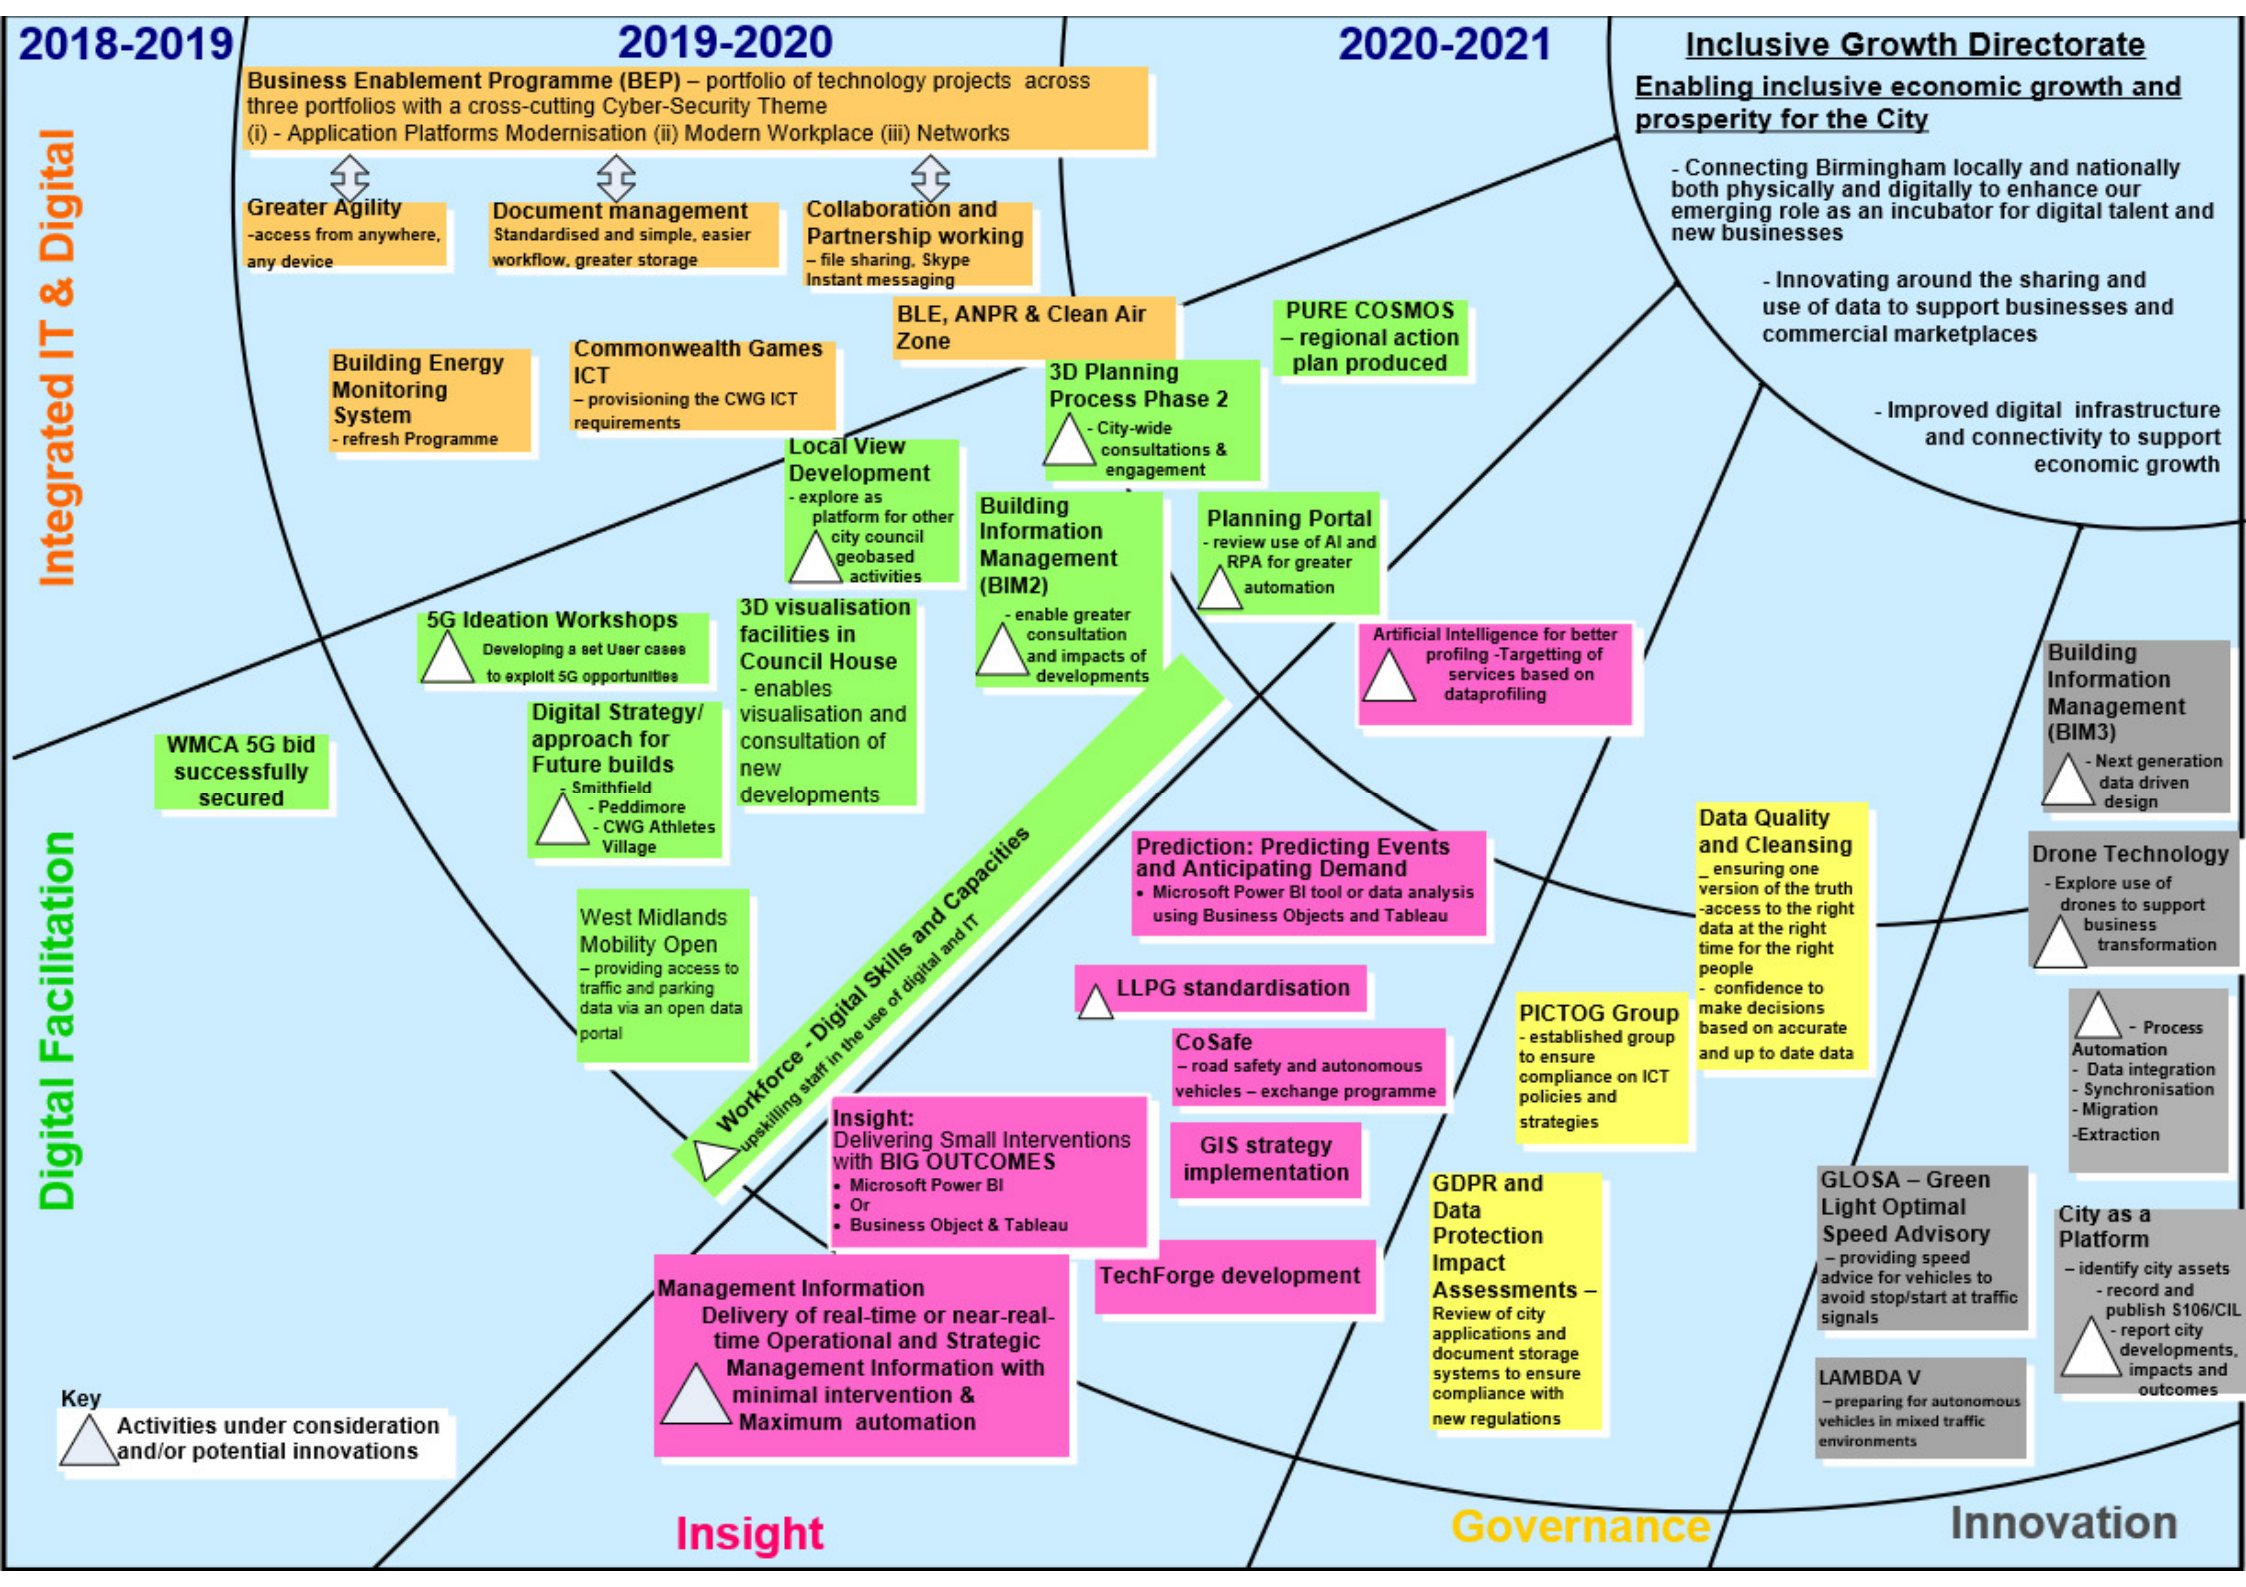 2018-2019
2019-2020
2020-2021
Inclusive Growth Directorate
Enabling inclusive economic growth and
prosperity for the City
- Connecting Birmingham locally and nationally
both physically and digitally to enhance our
emerging role as an incubator for digital talent and
new businesses
- Innovating around the sharing and
use of data to support businesses and
commercial marketplaces
- Improved digital infrastructure
and connectivity to support
economic growth
Integrated IT & Digital
Business Enablement Programme (BEP) – portfolio of technology projects across
three portfolios with a cross-cutting Cyber-Security Theme
(i) - Application Platforms Modernisation (ii) Modern Workplace (iii) Networks
Greater Agility
-access from anywhere,
any device
Document management
Standardised and simple, easier
workflow, greater storage
Collaboration and
Partnership working
– file sharing, Skype
Instant messaging
BLE, ANPR & Clean Air
Zone
Building Energy
Monitoring
System
- refresh Programme
Commonwealth Games
ICT
– provisioning the CWG ICT
requirements
PURE COSMOS
– regional action
plan produced
3D Planning
Process Phase 2
- City-wide
consultations &
engagement
Local View
Development
- explore as
platform for other
city council
geobased
activities
Building
Information
Management
(BIM2)
- enable greater
consultation
and impacts of
developments
Planning Portal
- review use of AI and
RPA for greater
automation
5G Ideation Workshops
Developing a set User cases
to exploit 5G opportunities
3D visualisation
facilities in
Council House
- enables
visualisation and
consultation of
new
developments
Digital Facilitation
WMCA 5G bid
successfully
secured
Digital Strategy/
approach for
Future builds
- Smithfield
- Peddimore
- CWG Athletes
Village
West Midlands
Mobility Open
– providing access to
traffic and parking
data via an open data
portal
Workforce - Digital Skills and Capacities
upskilling staff in the use of digital and IT
Artificial Intelligence for better
profilng -Targetting of
services based on
dataprofiling
Prediction: Predicting Events
and Anticipating Demand
• Microsoft Power BI tool or data analysis
using Business Objects and Tableau
LLPG standardisation
CoSafe
– road safety and autonomous
vehicles – exchange programme
Insight:
Delivering Small Interventions
with BIG OUTCOMES
• Microsoft Power BI
• Or
• Business Object & Tableau
GIS strategy
implementation
TechForge development
Management Information
Delivery of real-time or near-real-
time Operational and Strategic
Management Information with
minimal intervention &
Maximum automation
Data Quality
and Cleansing
_ ensuring one
version of the truth
-access to the right
data at the right
time for the right
people
- confidence to
make decisions
based on accurate
and up to date data
PICTOG Group
- established group
to ensure
compliance on ICT
policies and
strategies
GDPR and
Data
Protection
Impact
Assessments –
Review of city
applications and
document storage
systems to ensure
compliance with
new regulations
Building
Information
Management
(BIM3)
- Next generation
data driven
design
Drone Technology
- Explore use of
drones to support
business
transformation
- Process
Automation
- Data integration
- Synchronisation
- Migration
-Extraction
GLOSA – Green
Light Optimal
Speed Advisory
– providing speed
advice for vehicles to
avoid stop/start at traffic
signals
City as a
Platform
– identify city assets
- record and
publish S106/CIL
- report city
developments,
impacts and
outcomes
LAMBDA V
– preparing for autonomous
vehicles in mixed traffic
environments
Key
Activities under consideration
and/or potential innovations
Insight
Governance
Innovation